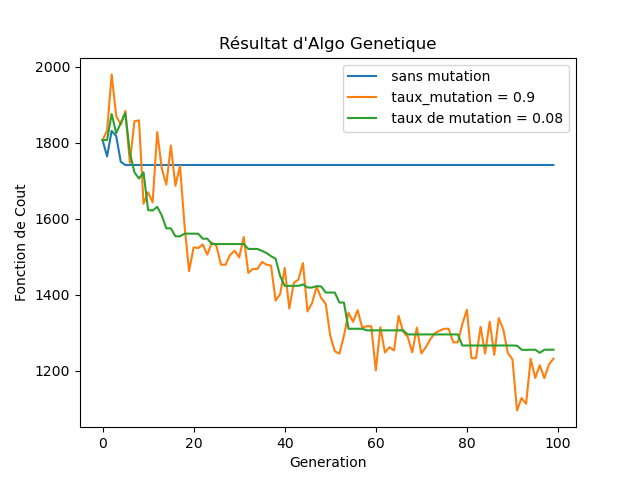 Résultat d'Algo Genetique
sans mutation
taux_mutation = 0.9
taux de mutation = 0.08
Fonction de Cout
2000
1800
1600
1400
1200
0 20 40 60 80 100
Generation